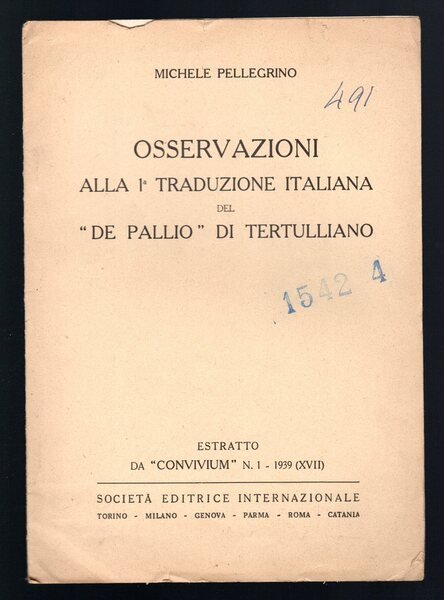 MICHELE PELLEGRINO
491
OSSERVAZIONI
ALLA 1ª TRADUZIONE ITALIANA
DEL
“DE PALLIO” DI TERTULLIANO
1542 4
ESTRATTO
DA “CONVIVIUM” N. 1 - 1939 (XVII)
SOCIETÀ EDITRICE INTERNAZIONALE
TORINO - MILANO - GENOVA - PARMA - ROMA - CATANIA